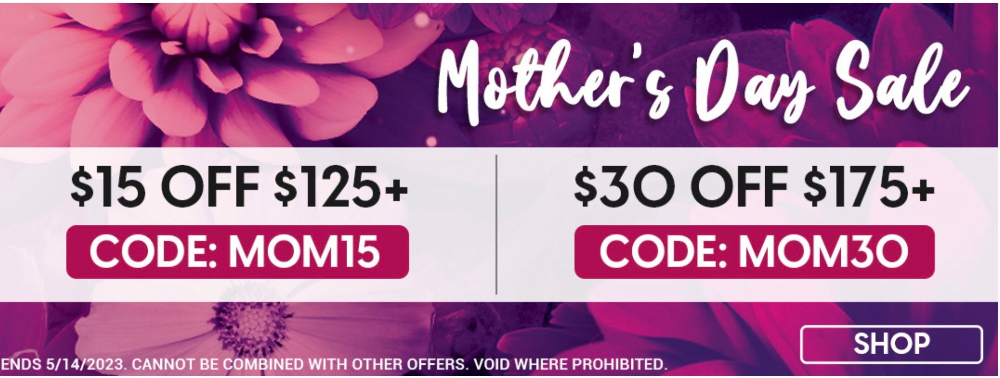 Mother's Day Sale
$15 OFF $125+
CODE: MOM15
$30 OFF $175+
CODE: MOM30
SHOP
ENDS 5/14/2023. CANNOT BE COMBINED WITH OTHER OFFERS. VOID WHERE PROHIBITED.